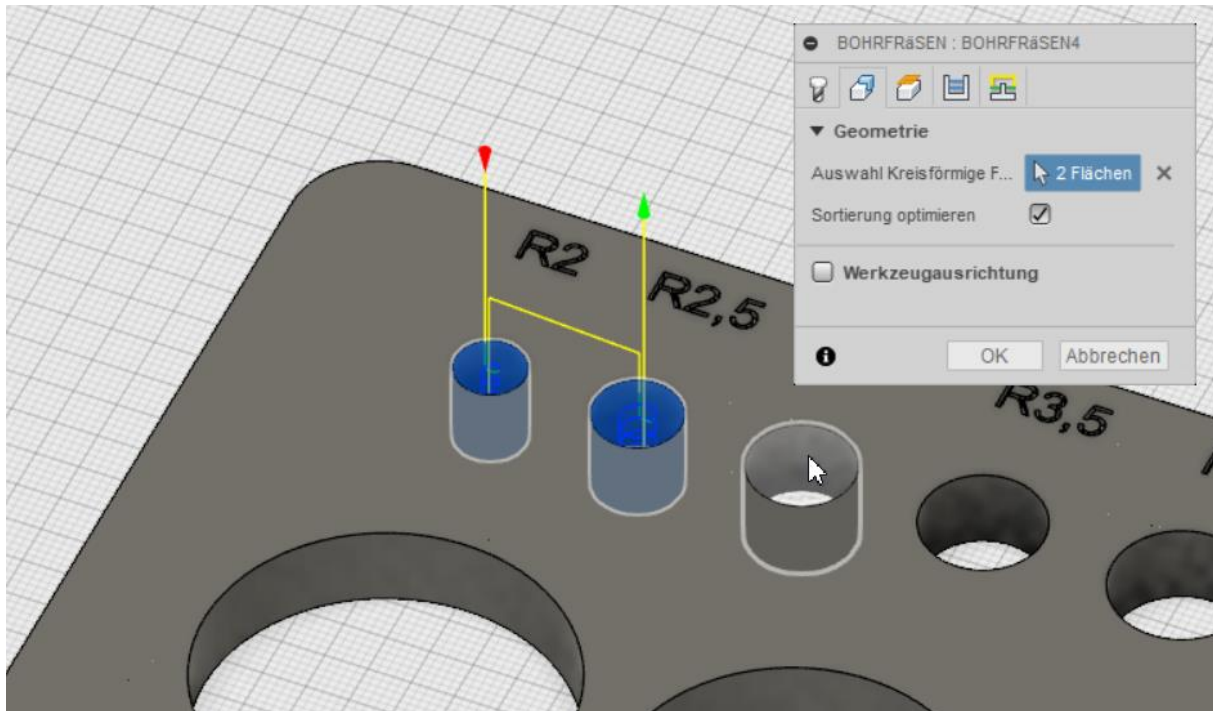 BOHRFRäSEN : BOHRFRäSEN4
Geometrie
Auswahl Kreisförmige F... 2 Flächen
Sortierung optimieren
Werkzeugausrichtung
OK Abbrechen
R2
R2,5
R3,5